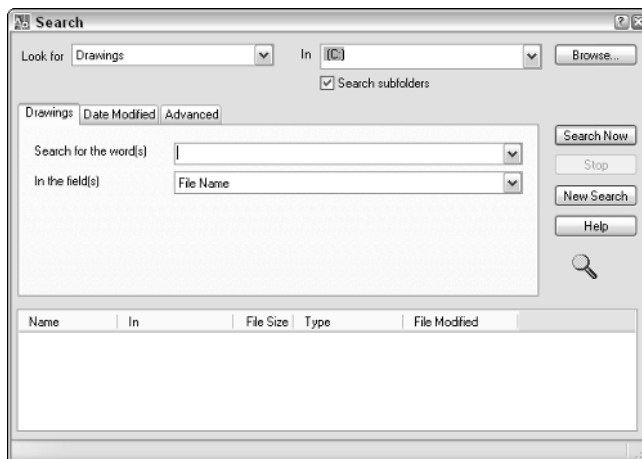 Search
Look for Drawings In (C:) Browse...
Search subfolders
Drawings Date Modified Advanced
Search for the word(s)
In the field(s) File Name
Search Now
Stop
New Search
Help
Name In File Size Type File Modified